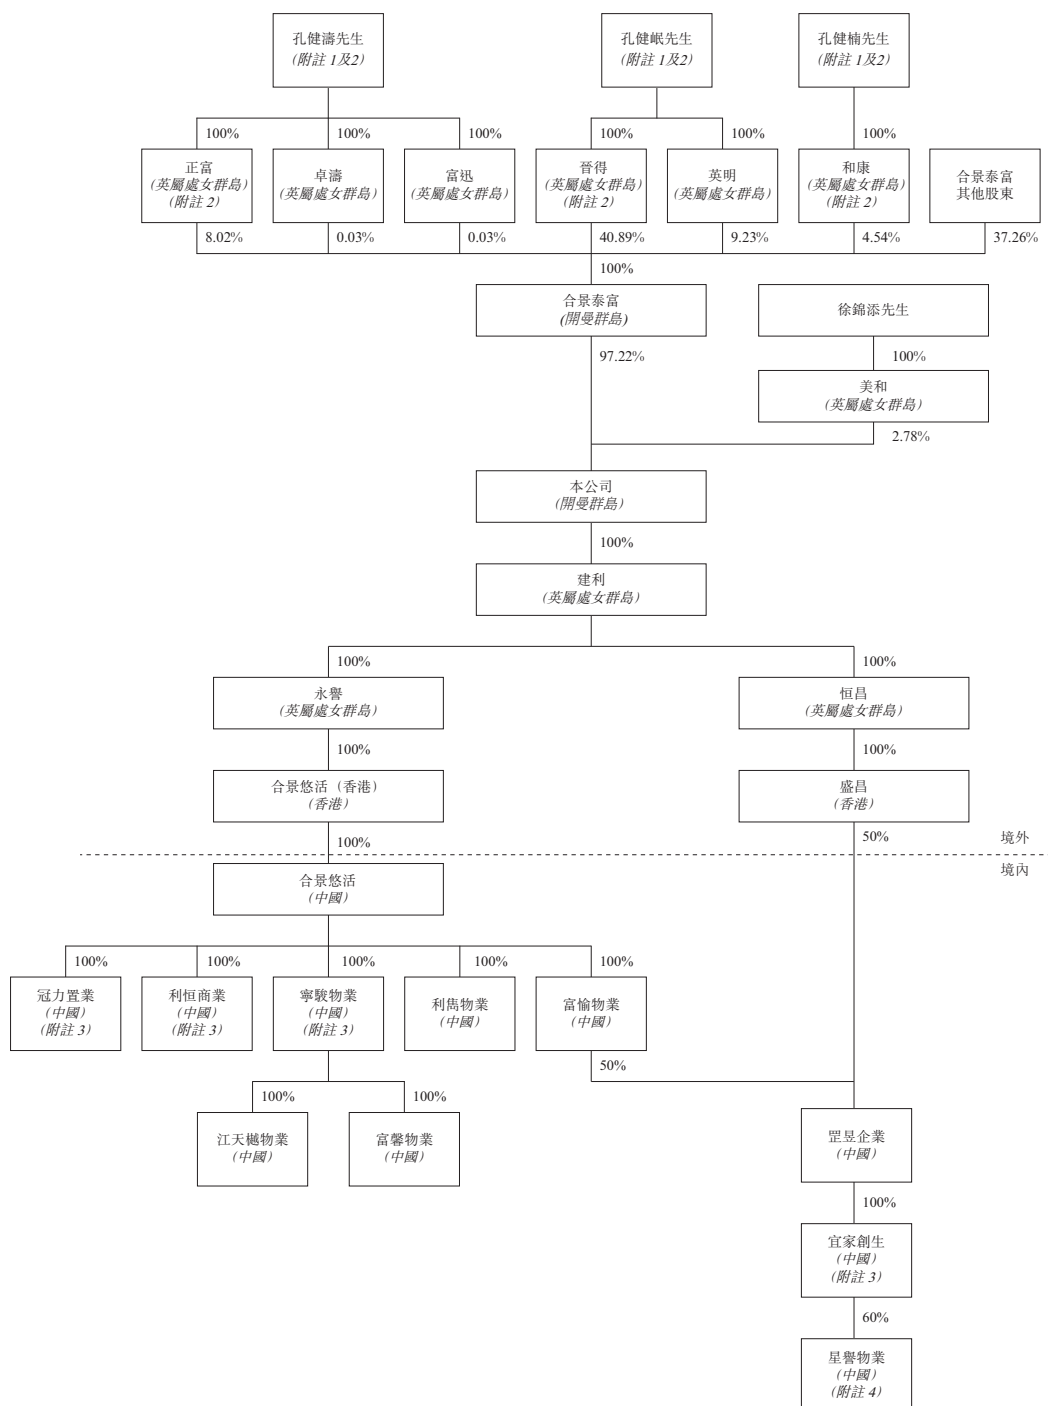 孔健濤先生
(附註 1及2)
孔健岷先生
(附註 1及2)
孔健楠先生
(附註 1及2)
100%
100%
100%
100%
100%
100%
正富
(英屬處女群島)
(附註 2)
卓濤
(英屬處女群島)
富迅
(英屬處女群島)
晉得
(英屬處女群島)
(附註 2)
英明
(英屬處女群島)
和康
(英屬處女群島)
(附註 2)
合景泰富
其他股東
8.02%
0.03%
0.03%
40.89%
9.23%
4.54%
37.26%
100%
合景泰富
(開曼群島)
徐錦添先生
97.22%
100%
美和
(英屬處女群島)
2.78%
本公司
(開曼群島)
100%
建利
(英屬處女群島)
100%
100%
永譽
(英屬處女群島)
恒昌
(英屬處女群島)
100%
100%
合景悠活（香港）
(香港)
盛昌
(香港)
100%
50%
境外
境內
合景悠活
(中國)
100%
100%
100%
100%
100%
冠力置業
(中國)
(附註 3)
利恒商業
(中國)
(附註 3)
寧駿物業
(中國)
(附註 3)
利雋物業
(中國)
富愉物業
(中國)
50%
100%
100%
江天樾物業
(中國)
富馨物業
(中國)
罡昱企業
(中國)
100%
宜家創生
(中國)
(附註 3)
60%
星譽物業
(中國)
(附註 4)